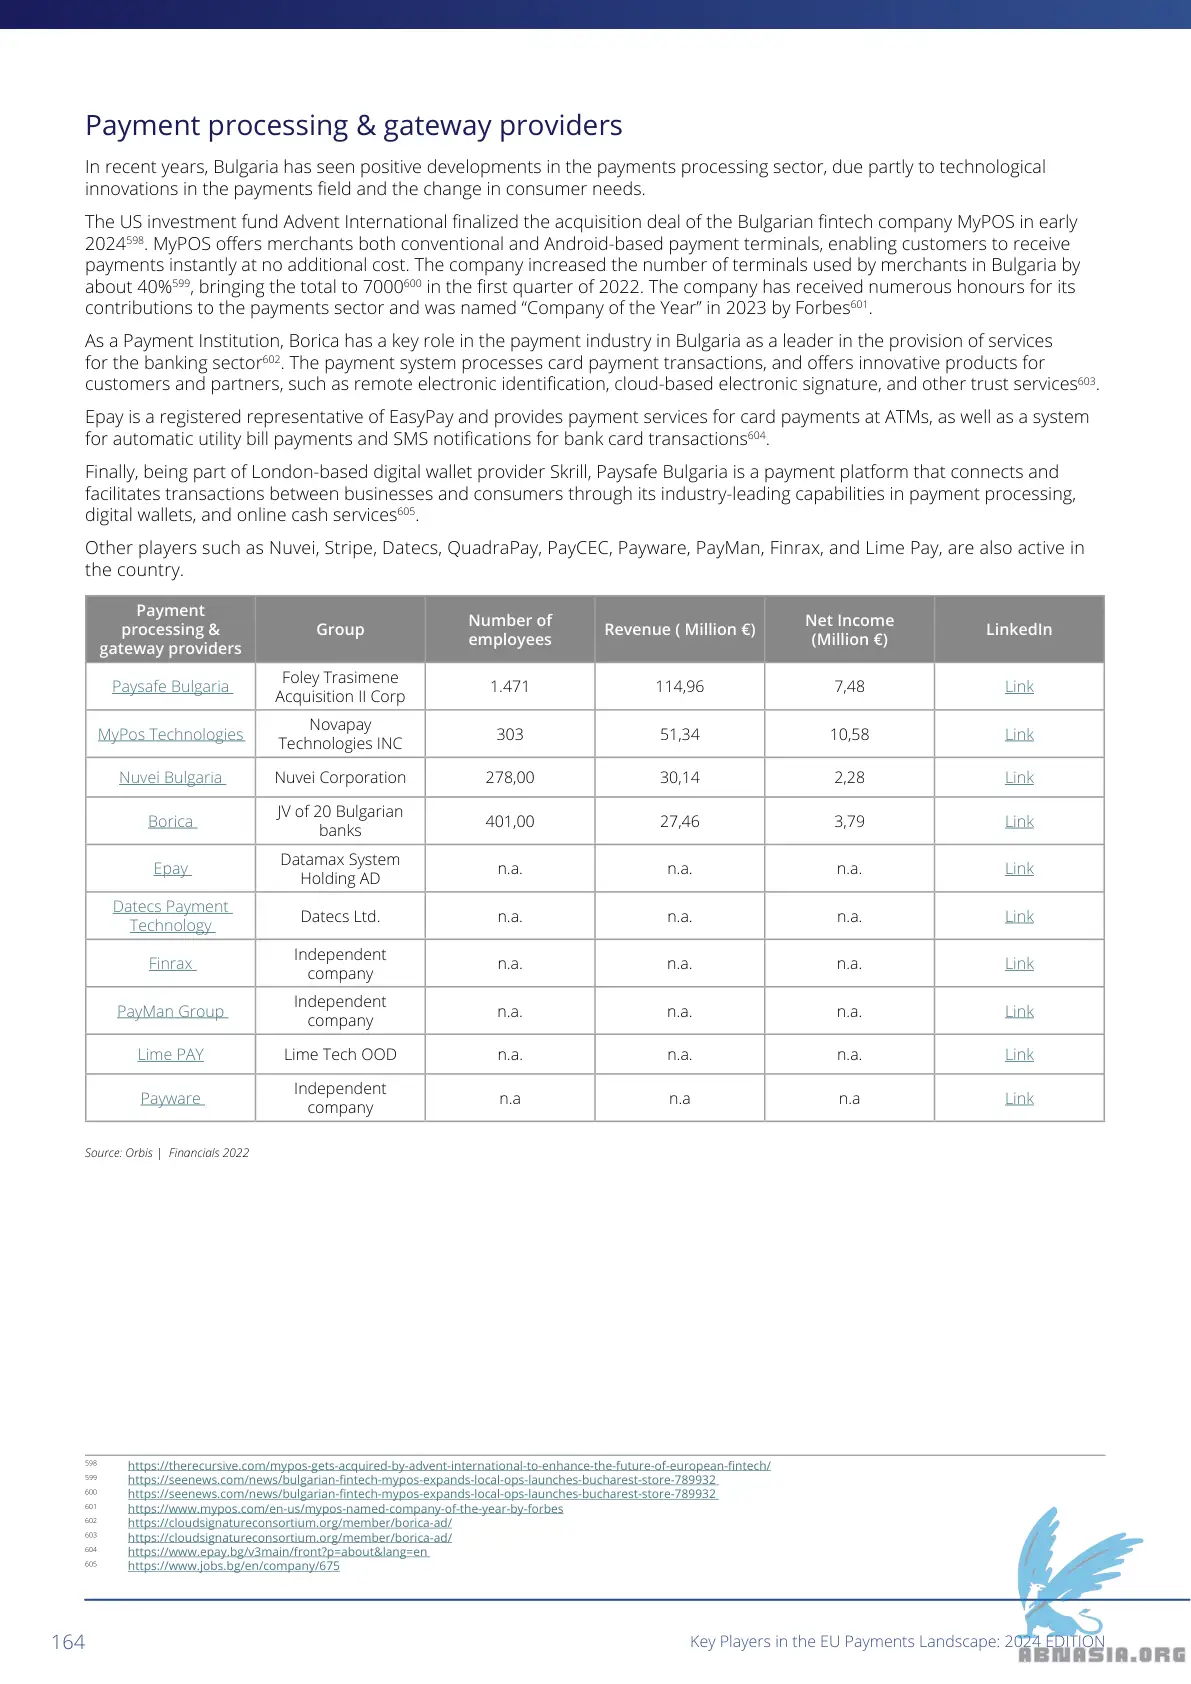 Payment processing & gateway providers
In recent years, Bulgaria has seen positive developments in the payments processing sector, due partly to technological
innovations in the payments field and the change in consumer needs.
The US investment fund Advent International finalized the acquisition deal of the Bulgarian fintech company MyPOS in early
2024598. MyPOS offers merchants both conventional and Android-based payment terminals, enabling customers to receive
payments instantly at no additional cost. The company increased the number of terminals used by merchants in Bulgaria by
about 40%599, bringing the total to 7000600 in the first quarter of 2022. The company has received numerous honours for its
contributions to the payments sector and was named “Company of the Year” in 2023 by Forbes601.
As a Payment Institution, Borica has a key role in the payment industry in Bulgaria as a leader in the provision of services
for the banking sector602. The payment system processes card payment transactions, and offers innovative products for
customers and partners, such as remote electronic identification, cloud-based electronic signature, and other trust services603.
Epay is a registered representative of EasyPay and provides payment services for card payments at ATMs, as well as a system
for automatic utility bill payments and SMS notifications for bank card transactions604.
Finally, being part of London-based digital wallet provider Skrill, Paysafe Bulgaria is a payment platform that connects and
facilitates transactions between businesses and consumers through its industry-leading capabilities in payment processing,
digital wallets, and online cash services605.
Other players such as Nuvei, Stripe, Datecs, QuadraPay, PayCEC, Payware, PayMan, Finrax, and Lime Pay, are also active in
the country.
Payment processing & gateway providers Group Number of employees Revenue ( Million €) Net Income (Million €) LinkedIn
Paysafe Bulgaria Foley Trasimene Acquisition II Corp 1.471 114,96 7,48 Link
MyPos Technologies Novapay Technologies INC 303 51,34 10,58 Link
Nuvei Bulgaria Nuvei Corporation 278,00 30,14 2,28 Link
Borica JV of 20 Bulgarian banks 401,00 27,46 3,79 Link
Epay Datamax System Holding AD n.a. n.a. n.a. Link
Datecs Payment Technology Datecs Ltd. n.a. n.a. n.a. Link
Finrax Independent company n.a. n.a. n.a. Link
PayMan Group Independent company n.a. n.a. n.a. Link
Lime PAY Lime Tech OOD n.a. n.a. n.a. Link
Payware Independent company n.a n.a n.a Link
Source: Orbis | Financials 2022
598 https://therecursive.com/mypos-gets-acquired-by-advent-international-to-enhance-the-future-of-european-fintech/
599 https://seenews.com/news/bulgarian-fintech-mypos-expands-local-ops-launches-bucharest-store-789932
600 https://seenews.com/news/bulgarian-fintech-mypos-expands-local-ops-launches-bucharest-store-789932
601 https://www.mypos.com/en-us/mypos-named-company-of-the-year-by-forbes
602 https://cloudsignatureconsortium.org/member/borica-ad/
603 https://cloudsignatureconsortium.org/member/borica-ad/
604 https://www.epay.bg/v3main/front?p=about&lang=en
605 https://www.jobs.bg/en/company/675
164 Key Players in the EU Payments Landscape: 2024 EDITION
ABNASIA.ORG